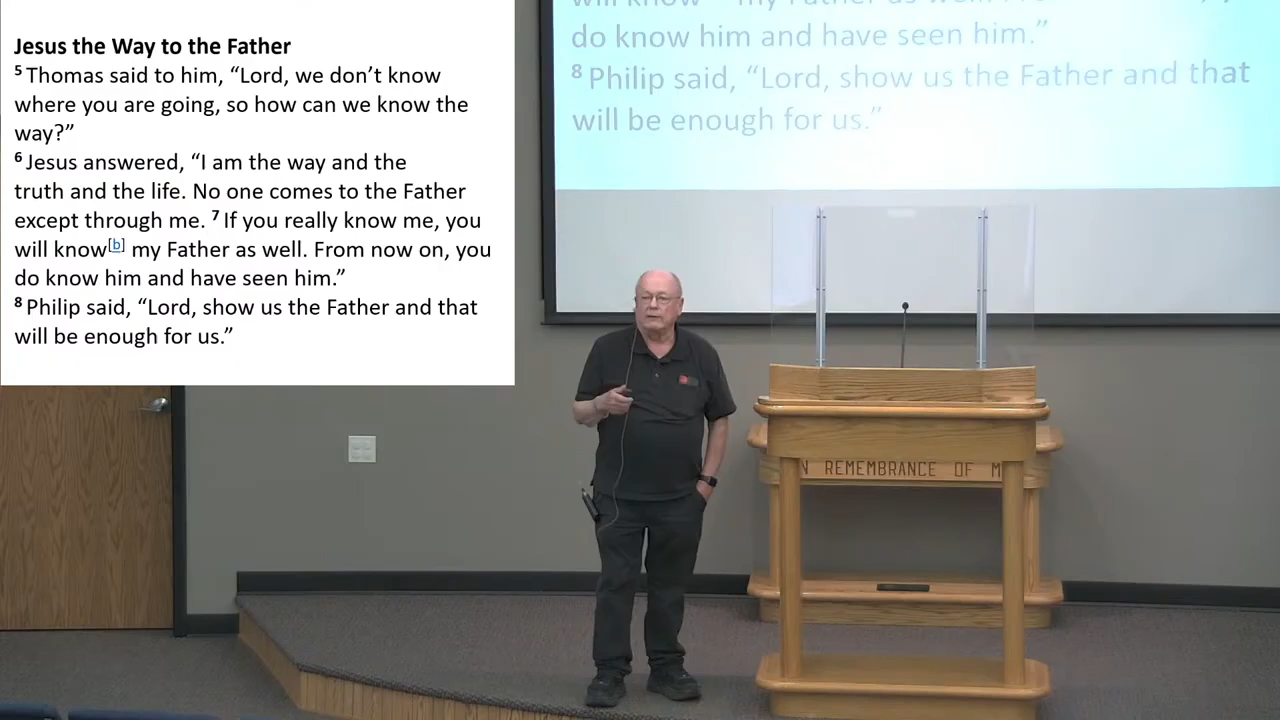 Jesus the Way to the Father
5 Thomas said to him, “Lord, we don’t know
where you are going, so how can we know the
way?”
6 Jesus answered, “I am the way and the
truth and the life. No one comes to the Father
except through me. 7 If you really know me, you
will know[b] my Father as well. From now on, you
do know him and have seen him.”
8 Philip said, “Lord, show us the Father and that
will be enough for us.”
do know him and have seen him.”
8 Philip said, “Lord, show us the Father and that
will be enough for us.”
N REMEMBRANCE OF M